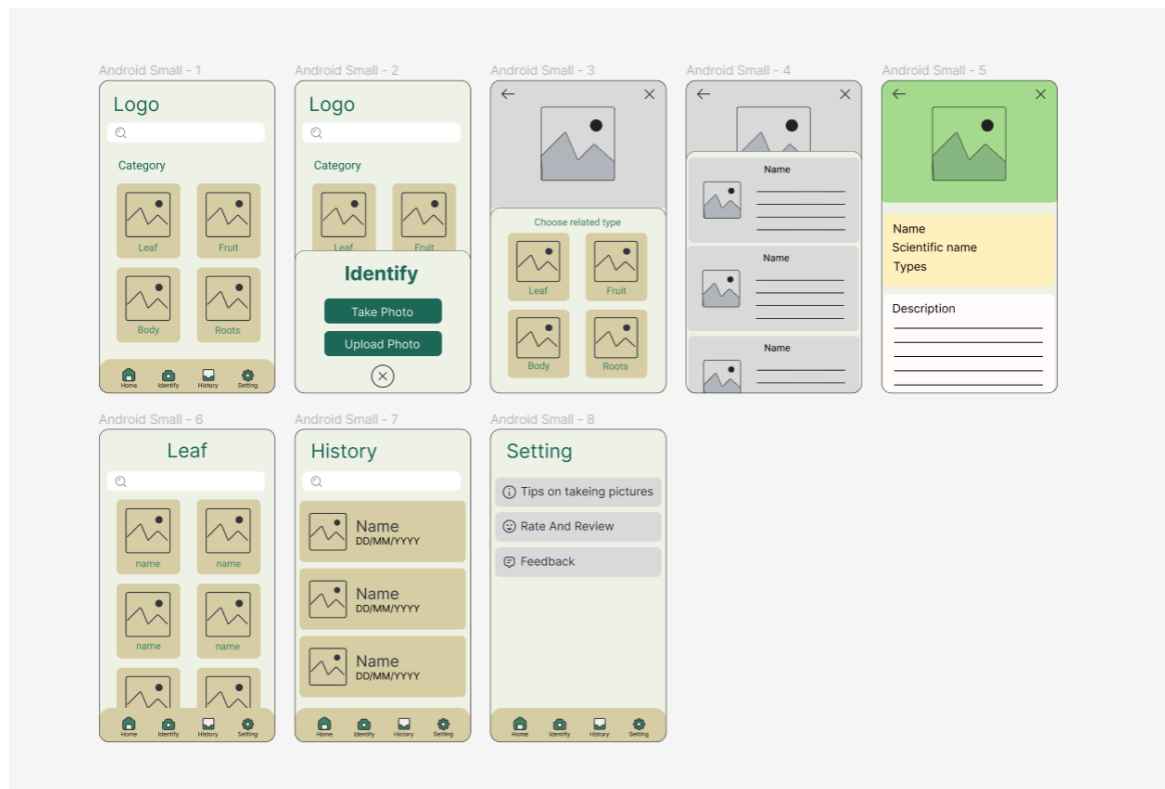 Android Small - 1
Logo
Category
Leaf
Fruit
Body
Roots
Home
Identify
History
Setting
Android Small - 2
Logo
Category
Leaf
Fruit
Identify
Take Photo
Upload Photo
Android Small - 3
Choose related type
Leaf
Fruit
Body
Roots
Android Small - 4
Name
Name
Name
Android Small - 5
Name
Scientific name
Types
Description
Android Small - 6
Leaf
name
name
name
name
Home
Identify
History
Setting
Android Small - 7
History
Name
DD/MM/YYYY
Name
DD/MM/YYYY
Name
DD/MM/YYYY
Home
Identify
History
Setting
Android Small - 8
Setting
Tips on takeing pictures
Rate And Review
Feedback
Home
Identify
History
Setting